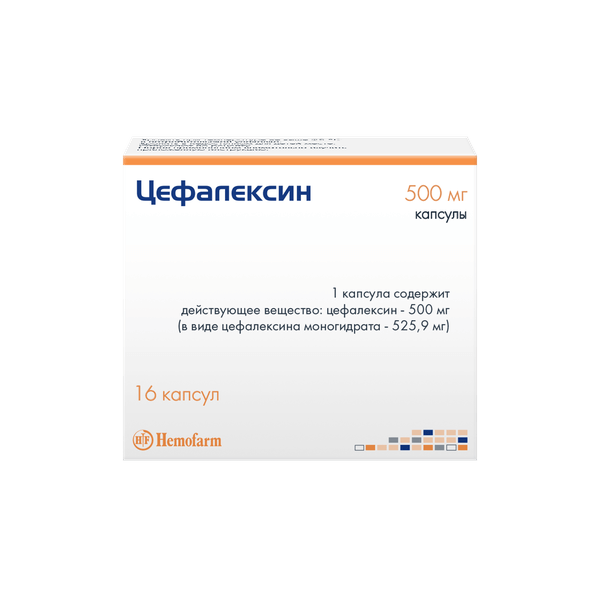 Цефалексин
500 мг
капсулы
1 капсула содержит
действующее вещество: цефалексин - 500 мг
(в виде цефалексина моногидрата - 525,9 мг)
16 капсул
HF Hemofarm